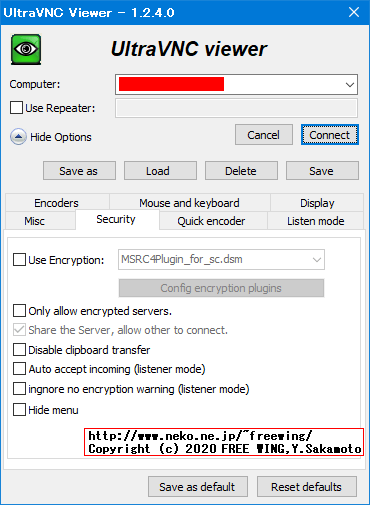 UltraVNC Viewer - 1.2.4.0
UltraVNC viewer
Computer:
Use Repeater:
Hide Options
Cancel
Connect
Save as
Load
Delete
Save
Encoders
Mouse and keyboard
Display
Misc
Security
Quick encoder
Listen mode
Use Encryption:
MSRC4Plugin_for_sc.dsm
Config encryption plugins
Only allow encrypted servers.
Share the Server, allow other to connect.
Disable clipboard transfer
Auto accept incoming (listener mode)
ingnore no encryption warning (listener mode)
Hide menu
http://www.neko.ne.jp/~freewing/
Copyright (c) 2020 FREE WING,Y.Sakamoto
Save as default
Reset defaults